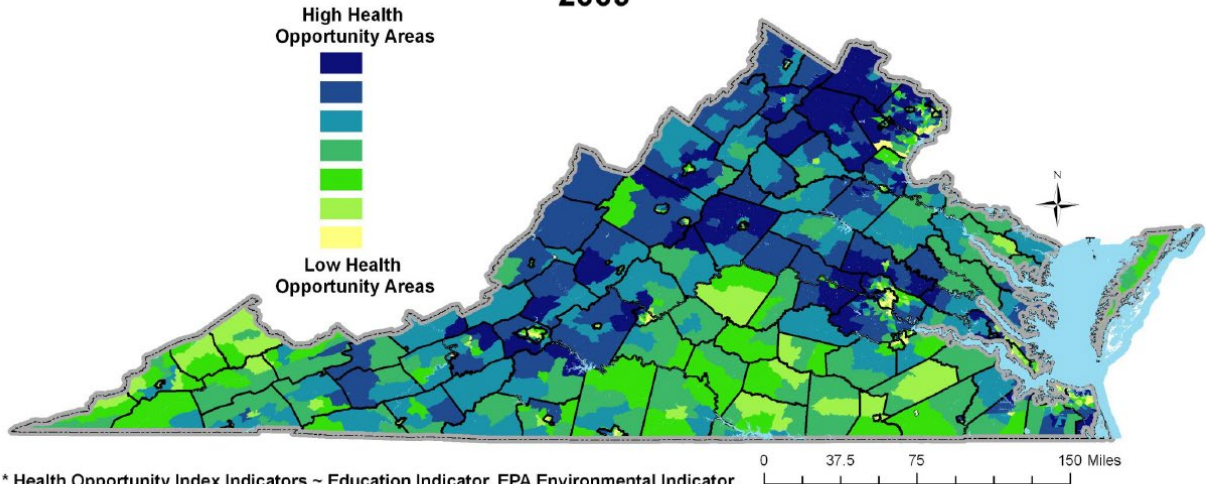 High Health
Opportunity Areas
Low Health
Opportunity Areas
N
0 37.5 75 150 Miles
* Health Opportunity Index Indicators ~ Education Indicator, EPA Environmental Indicator,